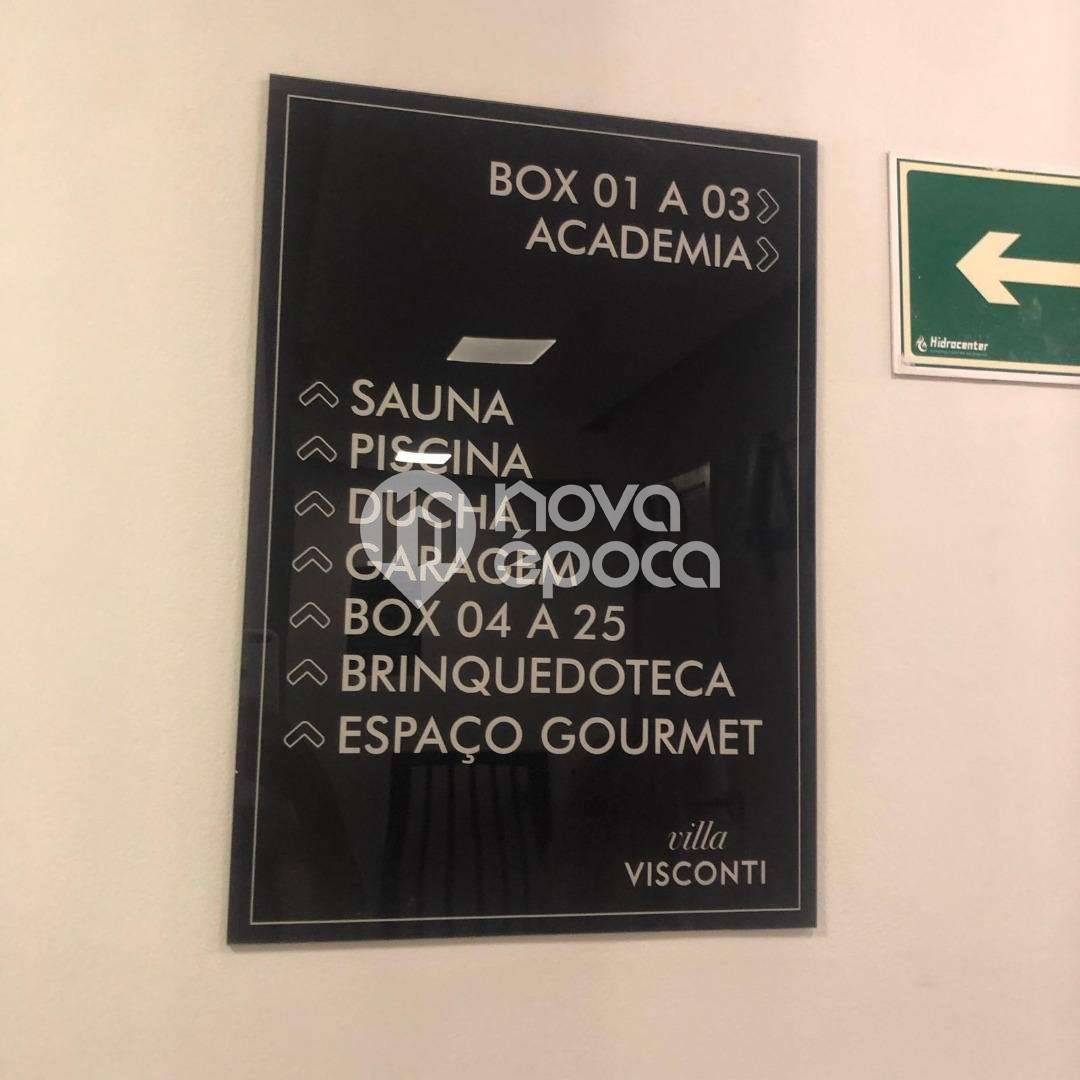 BOX 01 A 03
ACADEMIA
SAUNA
PISCINA
DUCHA
GARAGEM
BOX 04 A 25
BRINQUEDOTECA
ESPAÇO GOURMET
villa
VISCONTI
nova
época
Hidrocenter